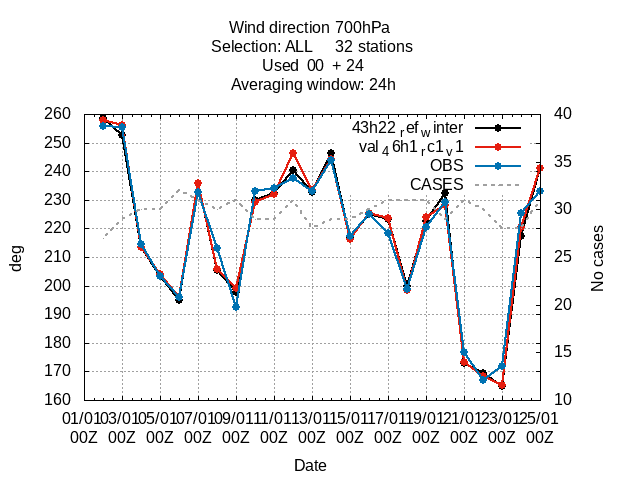 Wind direction 700hPa
Selection: ALL     32 stations
Used  00  + 24
Averaging window: 24h
43h22_ref_winter
val_46h1_rc1_v1
OBS
CASES
260
250
240
230
220
210
200
190
180
170
160
40
35
30
25
20
15
10
deg
No cases
01/01 03/01 05/01 07/01 09/01 11/01 13/01 15/01 17/01 19/01 21/01 23/01 25/01
00Z 00Z 00Z 00Z 00Z 00Z 00Z 00Z 00Z 00Z 00Z 00Z 00Z
Date